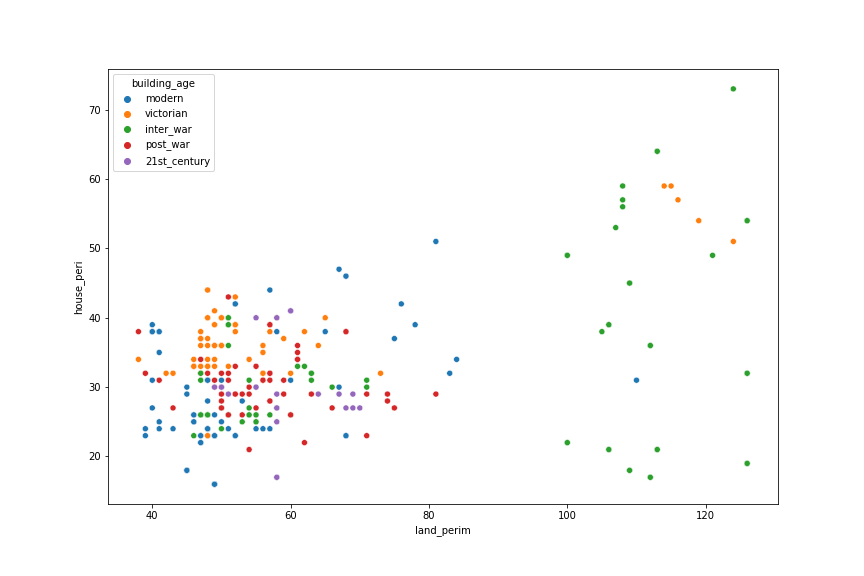 building_age
modern
victorian
inter_war
post_war
21st_century
70
60
50
40
30
20
house_peri
40
60
80
100
120
land_perim